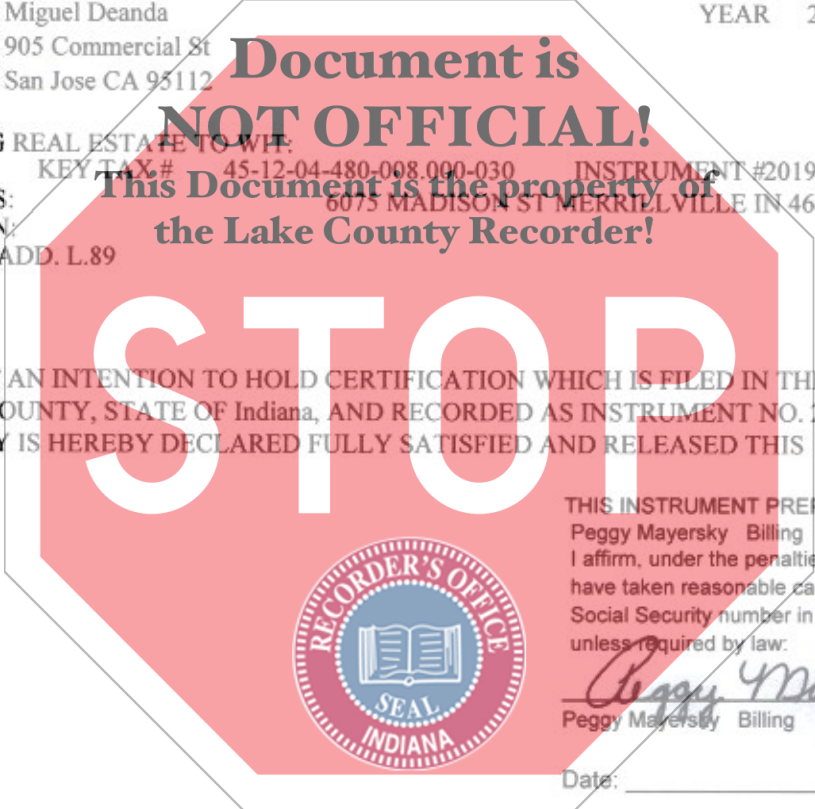 Miguel Deanda YEAR 2
905 Commercial St
San Jose CA 95112
Document is
NOT OFFICIAL!
G REAL ESTATE TO WIT:
KEY TAX # 45-12-04-480-008.000-030 INSTRUMENT #2019
This Document is the property of
S: 6075 MADISON ST MERRILLVILLE IN 46
N:
the Lake County Recorder!
ADD. L.89
STOP
AN INTENTION TO HOLD CERTIFICATION WHICH IS FILED IN TH
OUNTY, STATE OF Indiana, AND RECORDED AS INSTRUMENT NO. 2
Y IS HEREBY DECLARED FULLY SATISFIED AND RELEASED THIS
THIS INSTRUMENT PREP
Peggy Mayersky Billing
I affirm, under the penaltie
have taken reasonable ca
Social Security number in
unless required by law:
Peggy Ma
Peggy Mayersky Billing
Date:
RECORDER'S OFFICE
SEAL
INDIANA